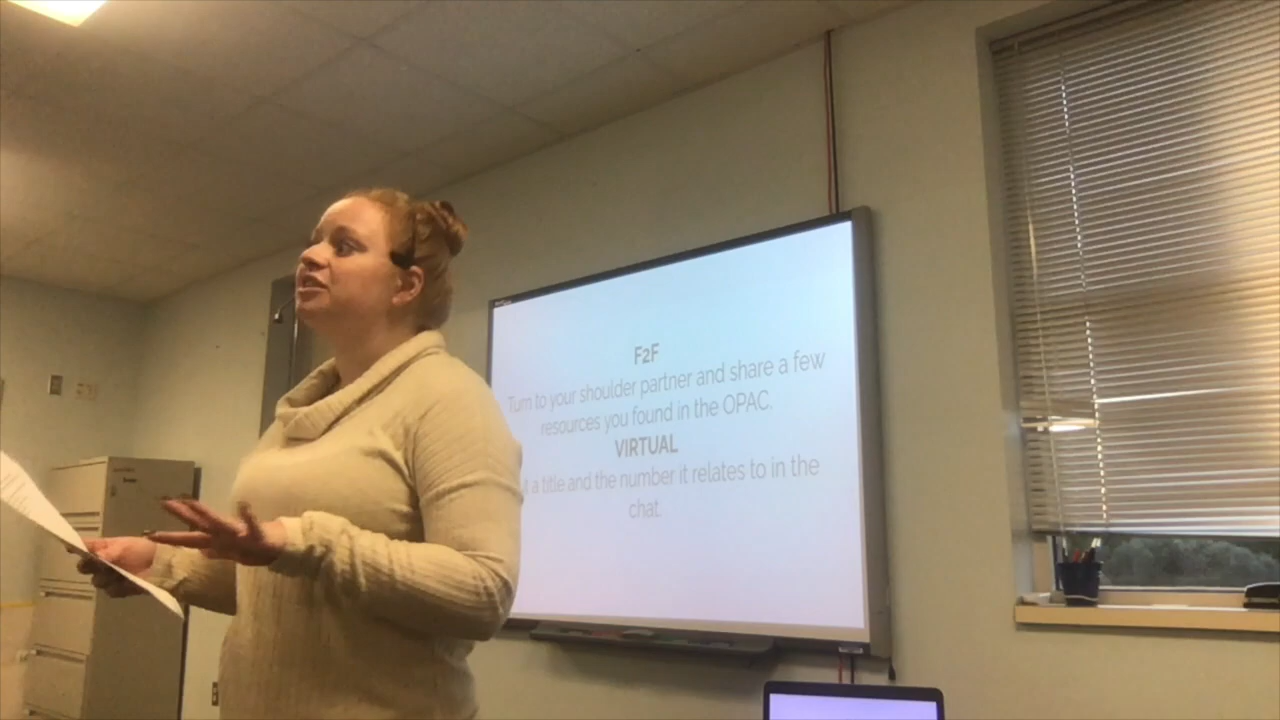 F2F
Turn to your shoulder partner and share a few
resources you found in the OPAC.
VIRTUAL
a title and the number it relates to in the
chat.